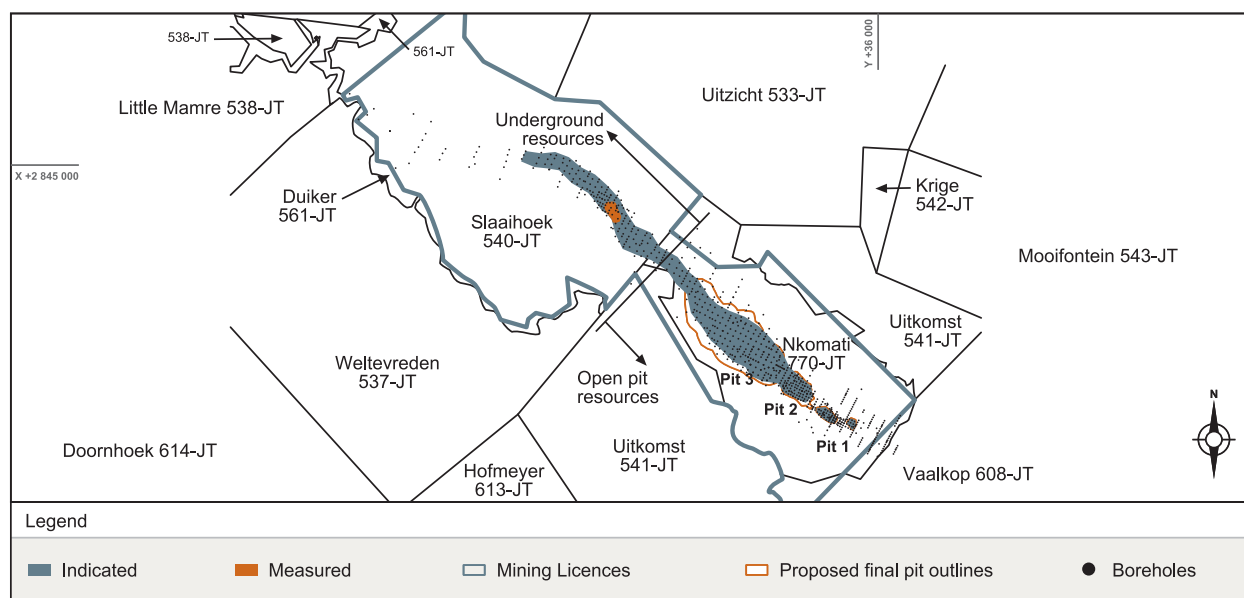 538-JT
561-JT
Y +36 000
Little Mamre 538-JT
Uitzicht 533-JT
Underground
resources
X +2 845 000
Duiker
561-JT
Krige
542-JT
Slaaihoek
540-JT
Mooifontein 543-JT
Uitkomst
541-JT
Nkomati
770-JT
Weltevreden
537-JT
Open pit
resources
Pit 3
Pit 2
Pit 1
Doornhoek 614-JT
Uitkomst
541-JT
Hofmeyer
613-JT
Vaalkop 608-JT
N
Legend
Indicated
Measured
Mining Licences
Proposed final pit outlines
Boreholes